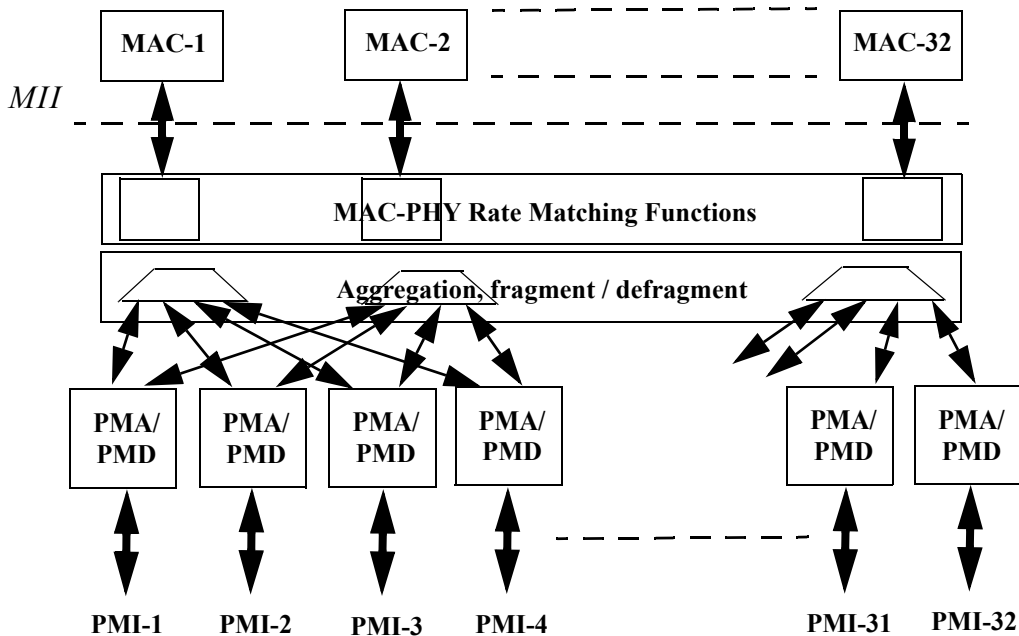 MAC-1 MAC-2 MAC-32
MII
MAC-PHY Rate Matching Functions
Aggregation, fragment / defragment
PMA/ PMA/ PMA/ PMA/ PMA/ PMA/
PMD PMD PMD PMD PMD PMD
PMI-1 PMI-2 PMI-3 PMI-4 PMI-31 PMI-32